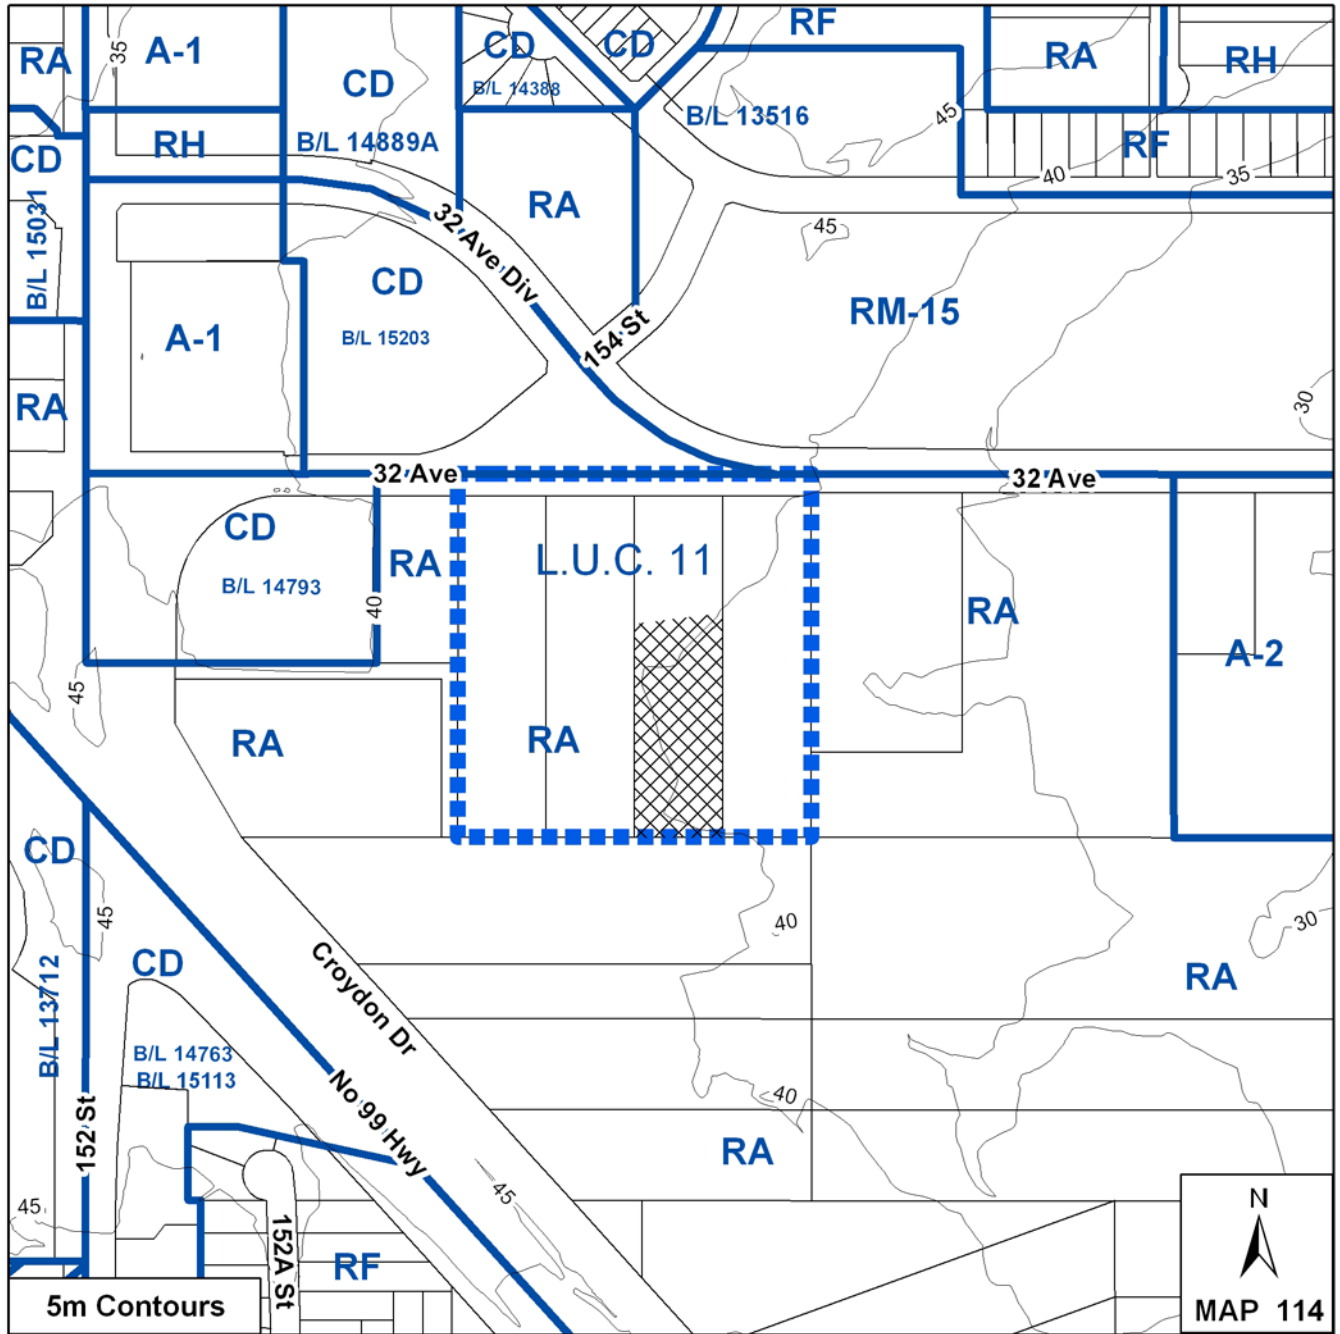 RF
35
A-1
CD
CD
RA
CD
RA
RH
B/L 14388
B/L 13516
45
RH
B/L 14889A
RF
CD
40
35
B/L 15031
RA
32 Ave Div
45
CD
RM-15
154 St
A-1
B/L 15203
RA
30
32 Ave
32 Ave
CD
RA
L.U.C. 11
B/L 14793
40
RA
A-2
45
RA
RA
CD
45
40
30
CD
Croydon Dr
RA
B/L 13712
B/L 14763
B/L 15113
No 99 Hwy
40
152 St
RA
45
45
152A St
RF
N
5m Contours
MAP 114